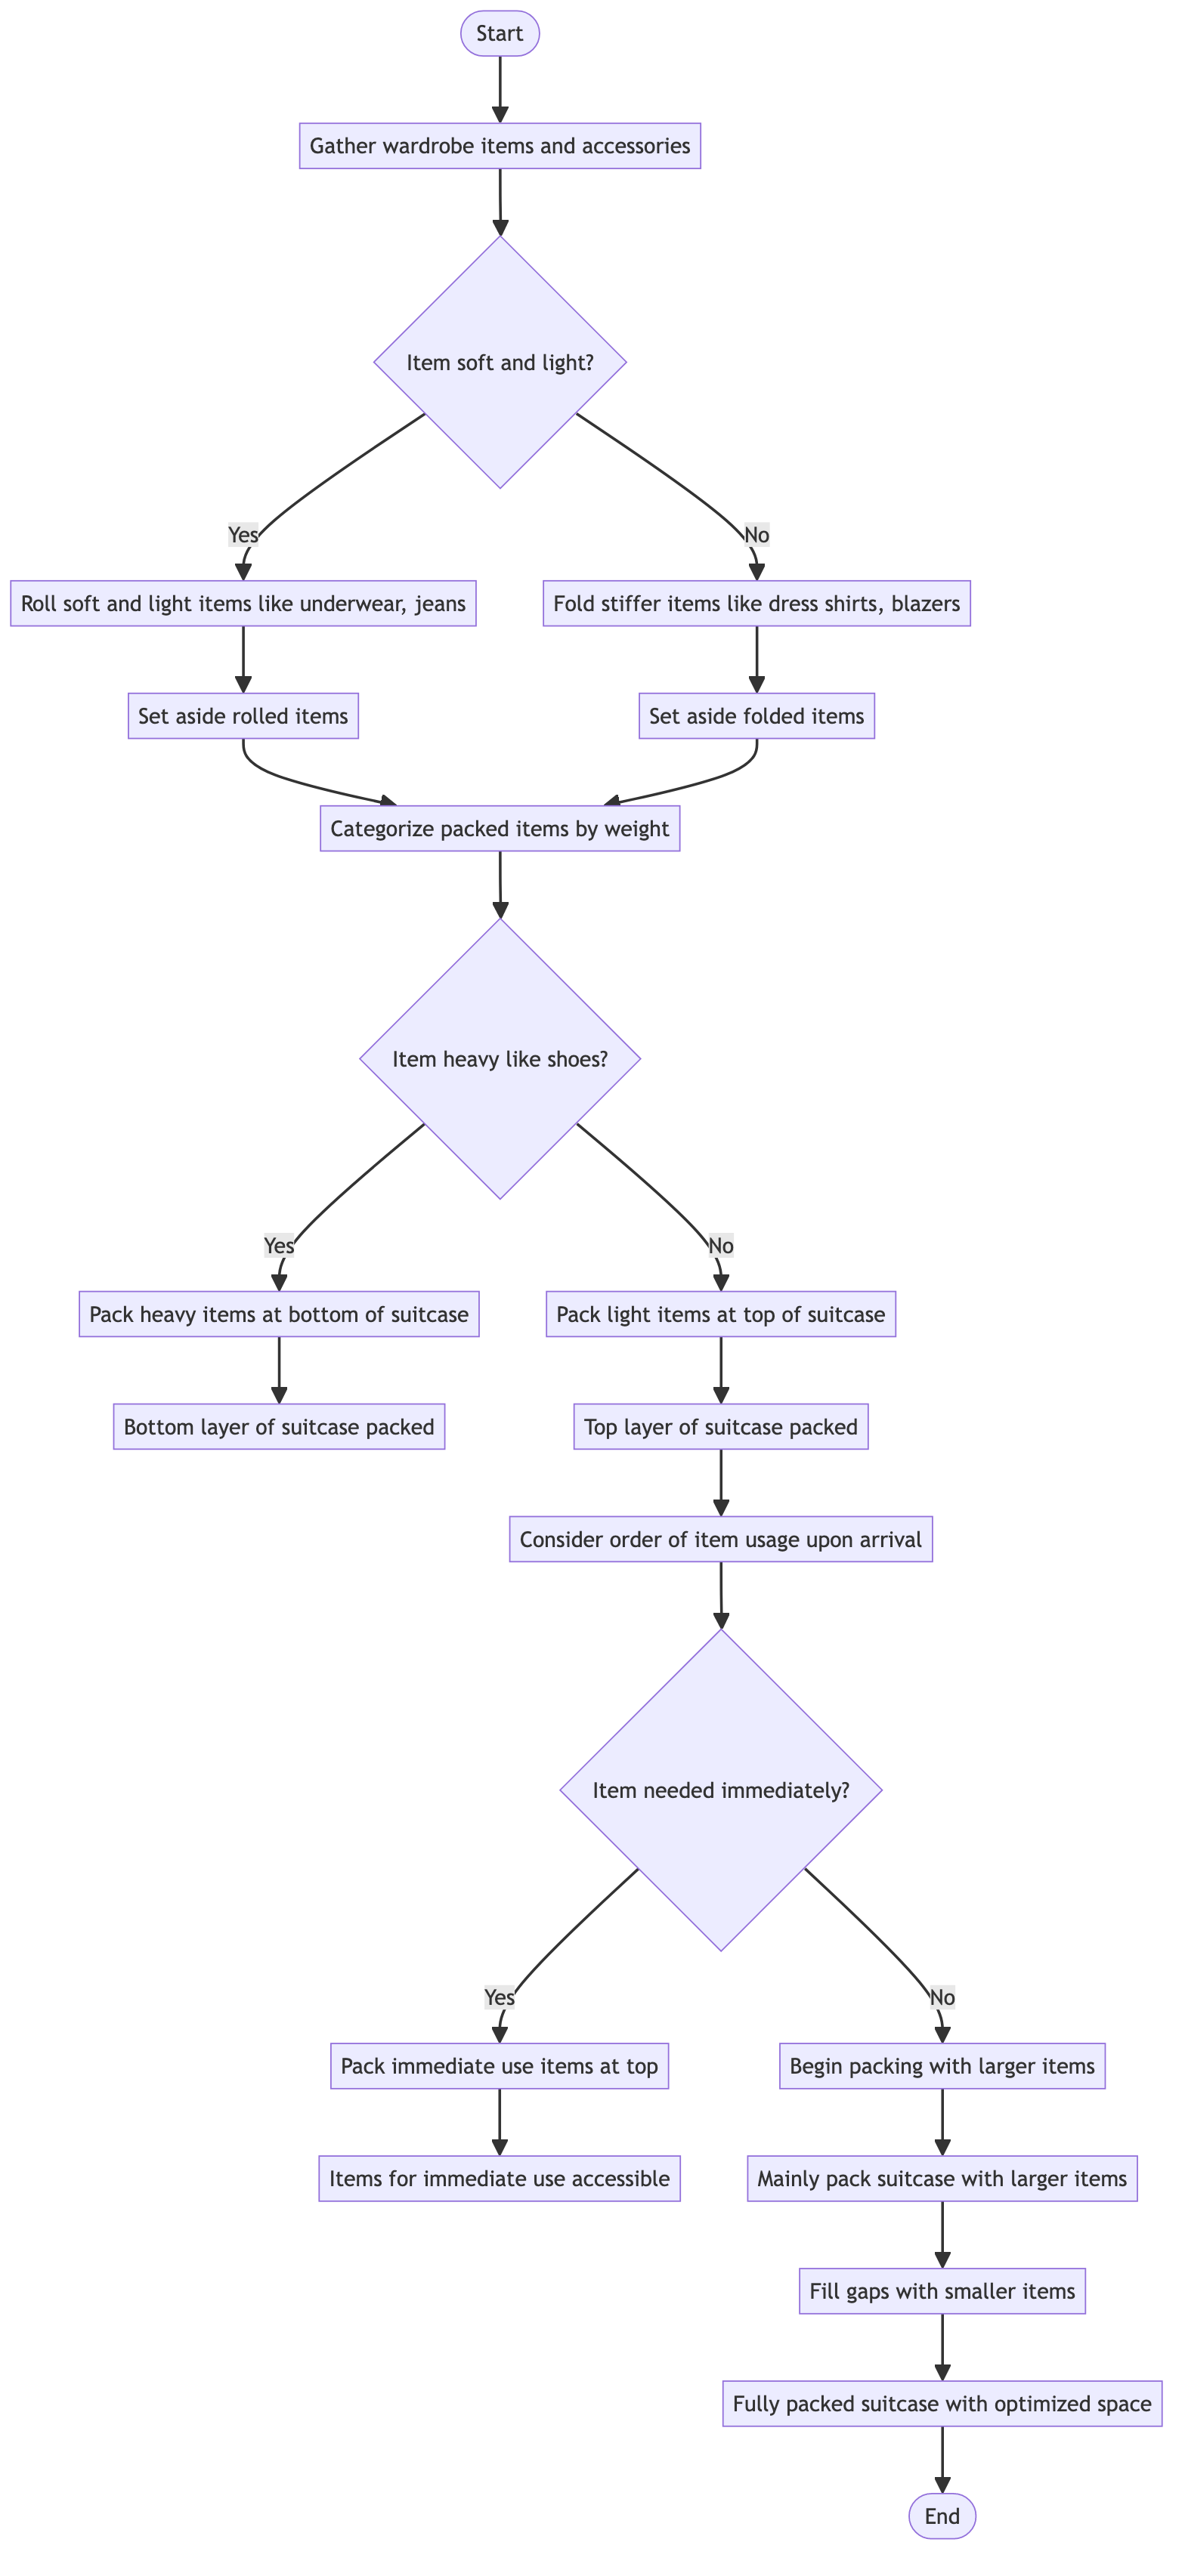 Start
Gather wardrobe items and accessories
Item soft and light?
Yes
No
Roll soft and light items like underwear, jeans
Fold stiffer items like dress shirts, blazers
Set aside rolled items
Set aside folded items
Categorize packed items by weight
Item heavy like shoes?
Yes
No
Pack heavy items at bottom of suitcase
Pack light items at top of suitcase
Bottom layer of suitcase packed
Top layer of suitcase packed
Consider order of item usage upon arrival
Item needed immediately?
Yes
No
Pack immediate use items at top
Begin packing with larger items
Items for immediate use accessible
Mainly pack suitcase with larger items
Fill gaps with smaller items
Fully packed suitcase with optimized space
End